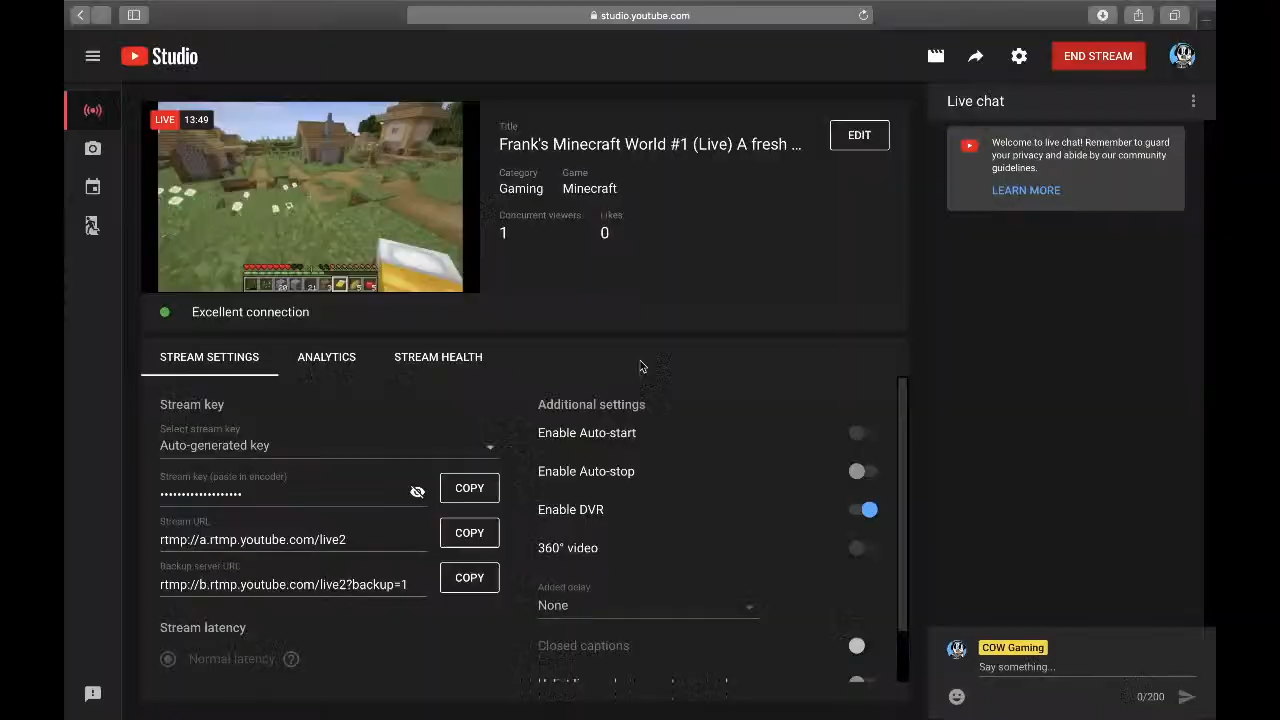 studio.youtube.com
Studio
END STREAM
LIVE 13:49
Title
Frank's Minecraft World #1 (Live) A fresh ...
EDIT
Category Game
Gaming Minecraft
Concurrent viewers Likes
1 0
Excellent connection
STREAM SETTINGS ANALYTICS STREAM HEALTH
Stream key
Select stream key
Auto-generated key
Stream key (paste in encoder)
•••••••••••••••••••
COPY
Stream URL
rtmp://a.rtmp.youtube.com/live2
COPY
Backup server URL
rtmp://b.rtmp.youtube.com/live2?backup=1
COPY
Stream latency
Normal latency
Additional settings
Enable Auto-start
Enable Auto-stop
Enable DVR
360° video
Added delay
None
Closed captions
Live chat
Welcome to live chat! Remember to guard
your privacy and abide by our community
guidelines.
LEARN MORE
COW Gaming
Say something...
0/200